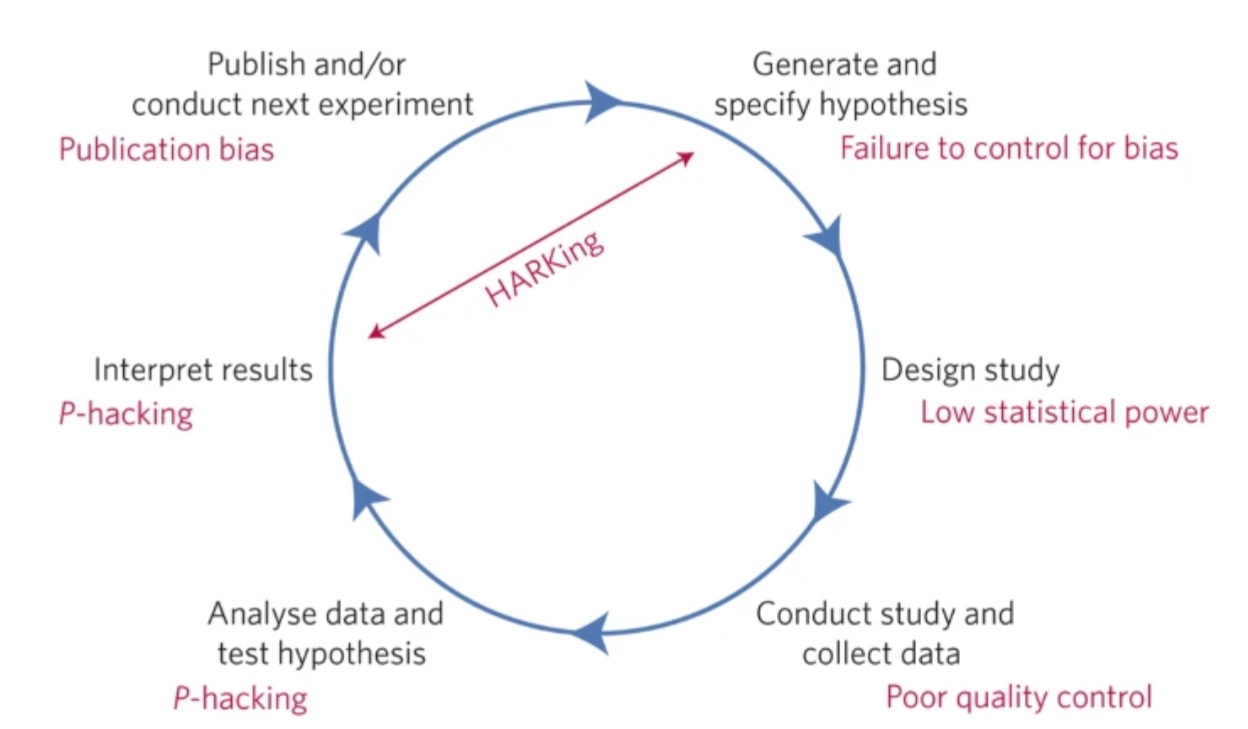 Publish and/or
conduct next experiment
Publication bias
Generate and
specify hypothesis
Failure to control for bias
HARKing
Interpret results
P-hacking
Design study
Low statistical power
Analyse data and
test hypothesis
P-hacking
Conduct study and
collect data
Poor quality control